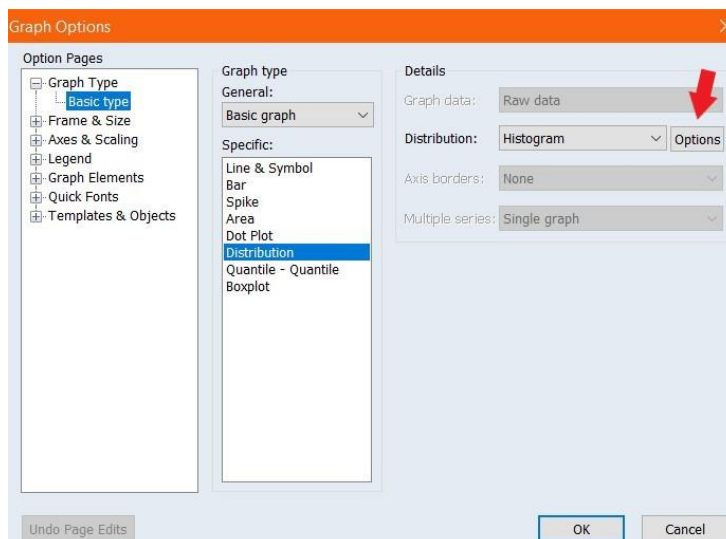 Graph Options
Option Pages
Graph Type
Basic type
Frame & Size
Axes & Scaling
Legend
Graph Elements
Quick Fonts
Templates & Objects
Graph type
General:
Basic graph
Specific:
Line & Symbol
Bar
Spike
Area
Dot Plot
Distribution
Quantile - Quantile
Boxplot
Details
Graph data: Raw data
Distribution: Histogram Options
Axis borders: None
Multiple series: Single graph
Undo Page Edits
OK
Cancel